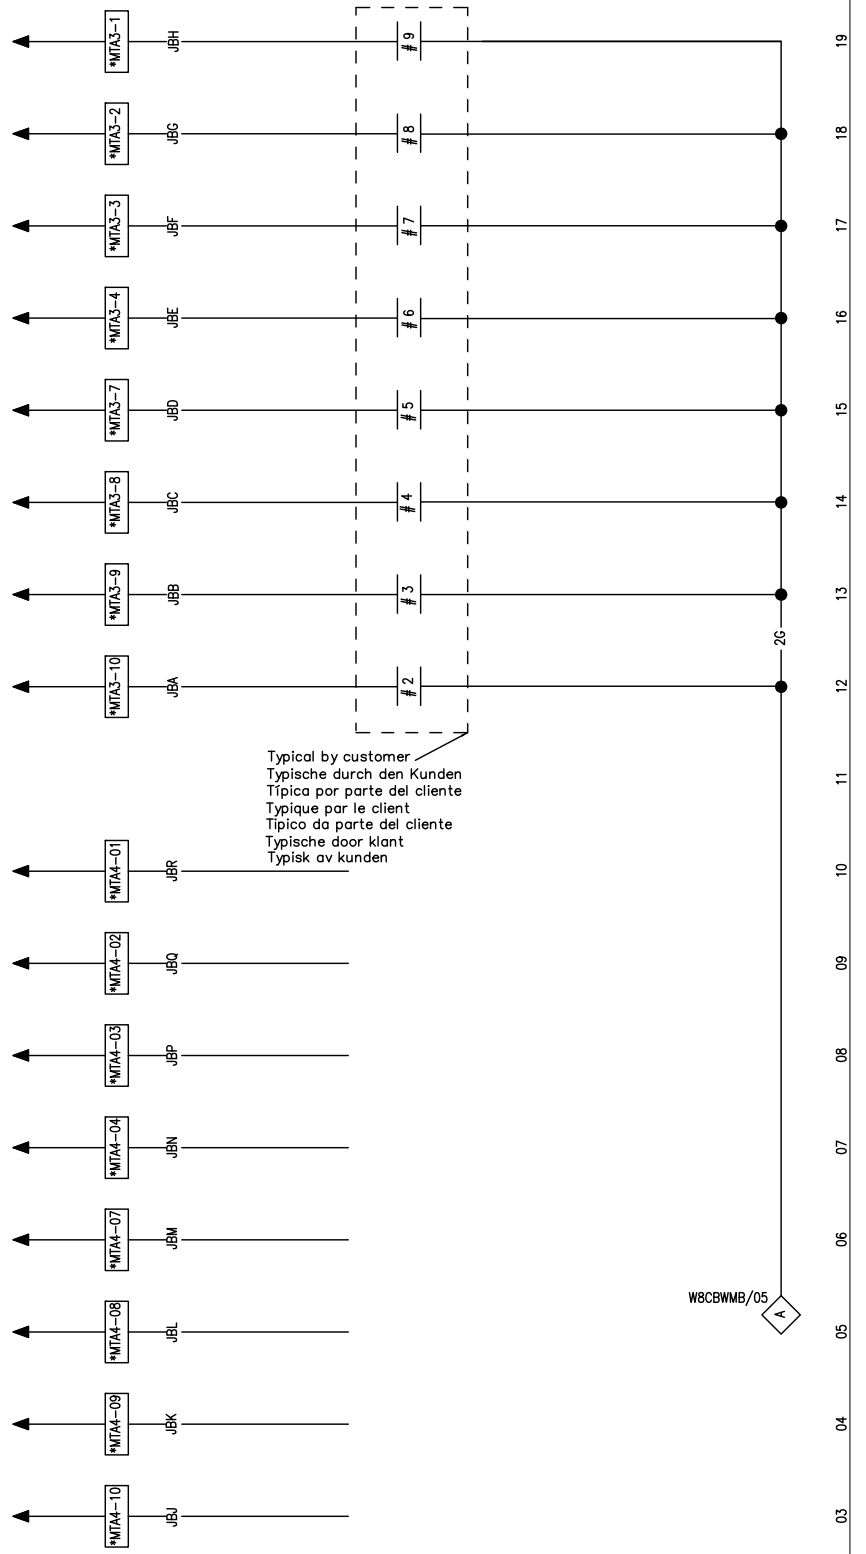 *MTA3-1
JBH
#9
19
*MTA3-2
JBG
#8
18
*MTA3-3
JBF
#7
17
*MTA3-4
JBE
#6
16
*MTA3-7
JBD
#5
15
*MTA3-8
JBC
#4
14
*MTA3-9
JBB
#3
13
2G
*MTA3-10
JBA
#2
12
Typical by customer
Typische durch den Kunden
Típica por parte del cliente
Typique par le client
Tipico da parte del cliente
Typische door klant
Typisk av kunden
11
*MTA4-01
JBR
10
*MTA4-02
JBQ
09
*MTA4-03
JBP
08
*MTA4-04
JBN
07
*MTA4-07
JBM
06
W8CBWMB/05
A
*MTA4-08
JBL
05
*MTA4-09
JBK
04
*MTA4-10
JBJ
03